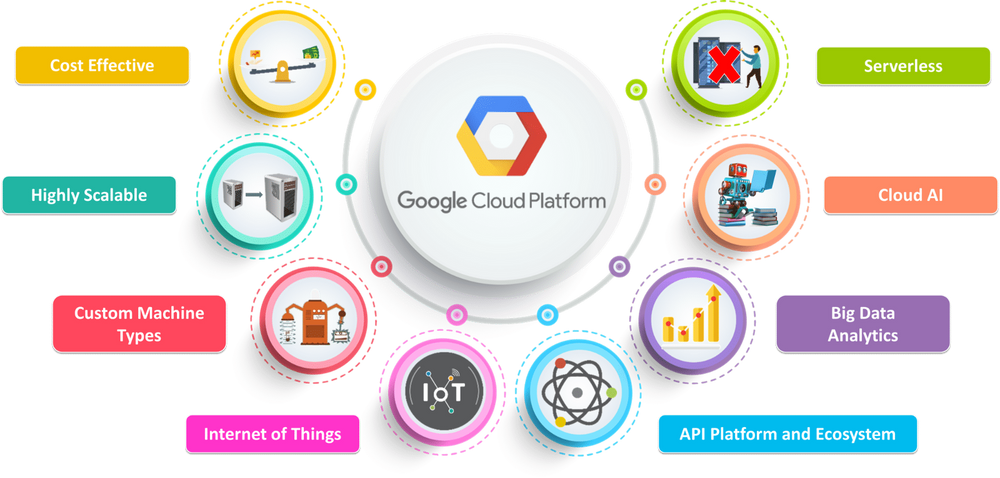 Cost Effective
Serverless
Google Cloud Platform
Highly Scalable
Cloud AI
Custom Machine
Types
Big Data
Analytics
IoT
Internet of Things
API Platform and Ecosystem